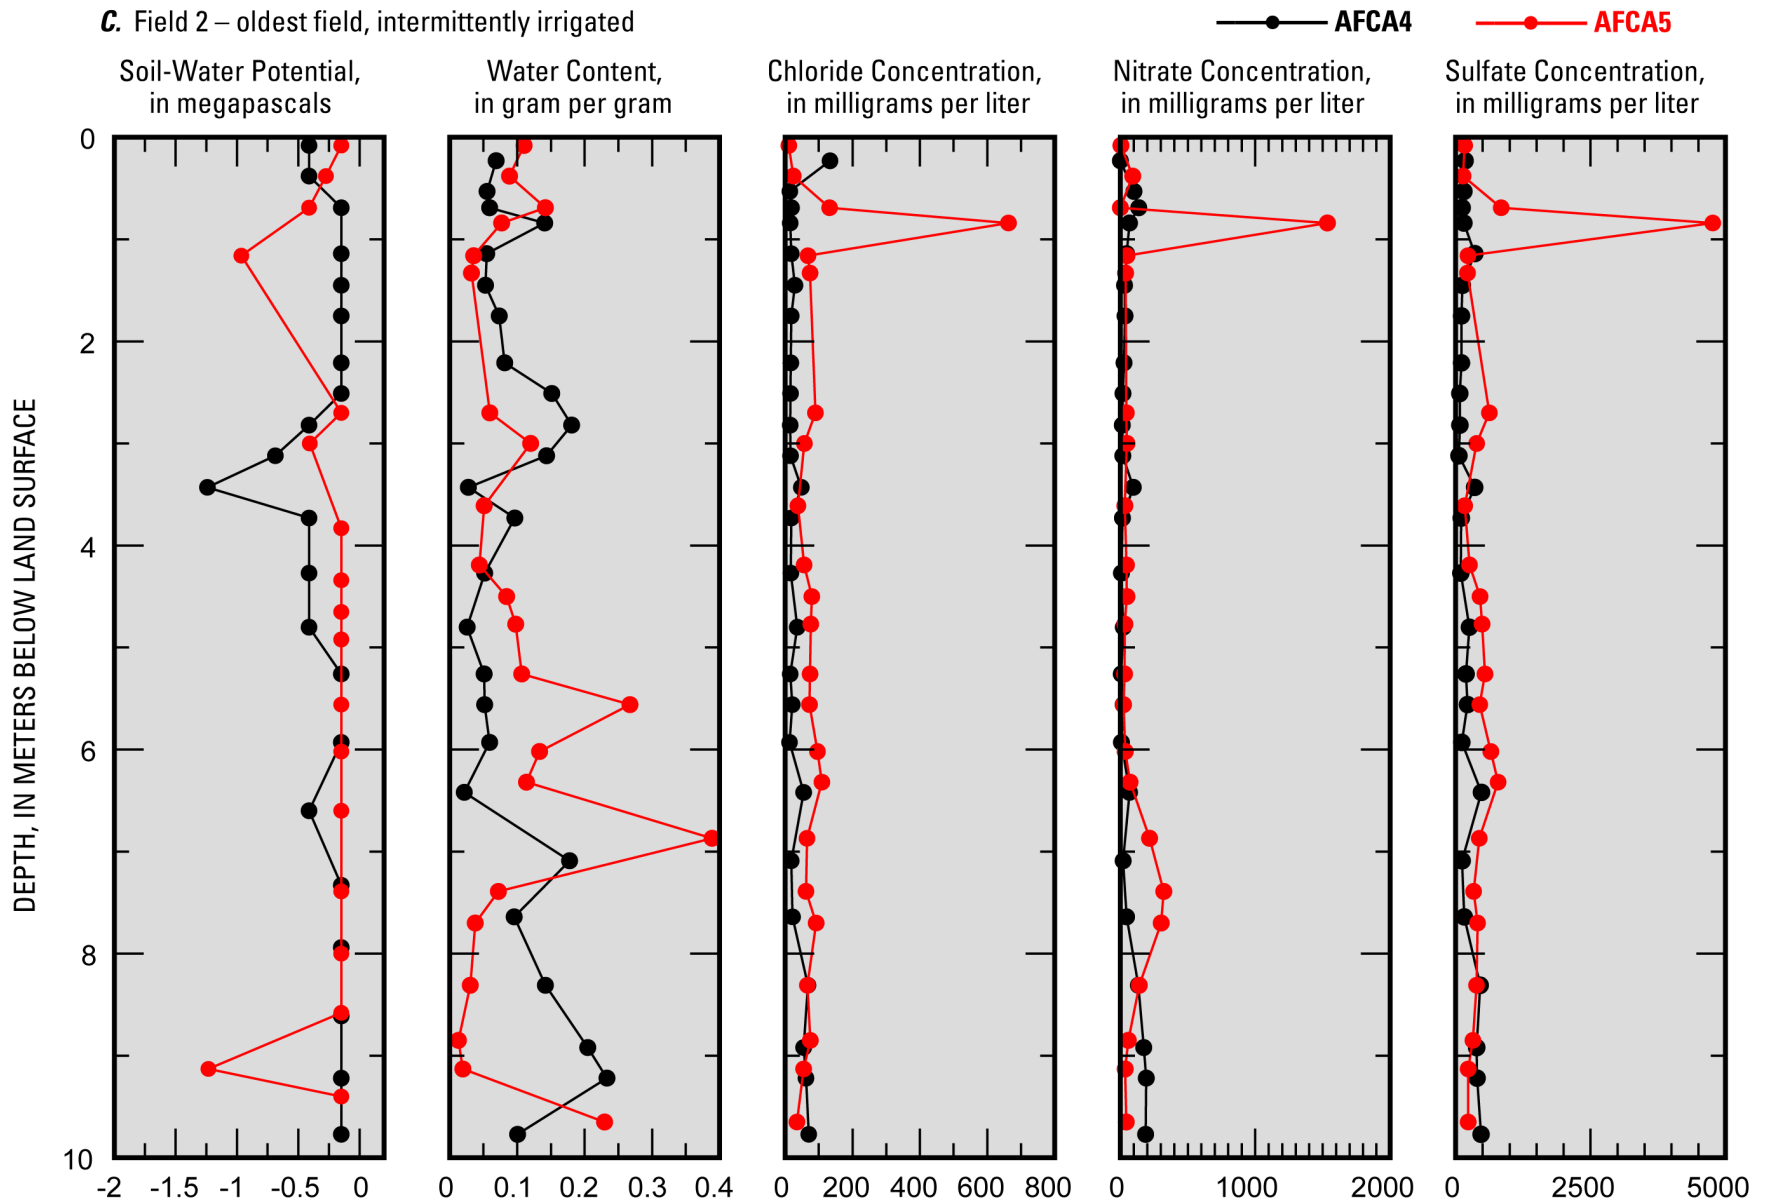 C. Field 2 – oldest field, intermittently irrigated
AFCA4
AFCA5
Soil-Water Potential,
in megapascals
Water Content,
in gram per gram
Chloride Concentration,
in milligrams per liter
Nitrate Concentration,
in milligrams per liter
Sulfate Concentration,
in milligrams per liter
DEPTH, IN METERS BELOW LAND SURFACE
0
2
4
6
8
10
-2 -1.5 -1 -0.5 0
0 0.1 0.2 0.3 0.4
0 200 400 600 800
0 1000 2000
0 2500 5000